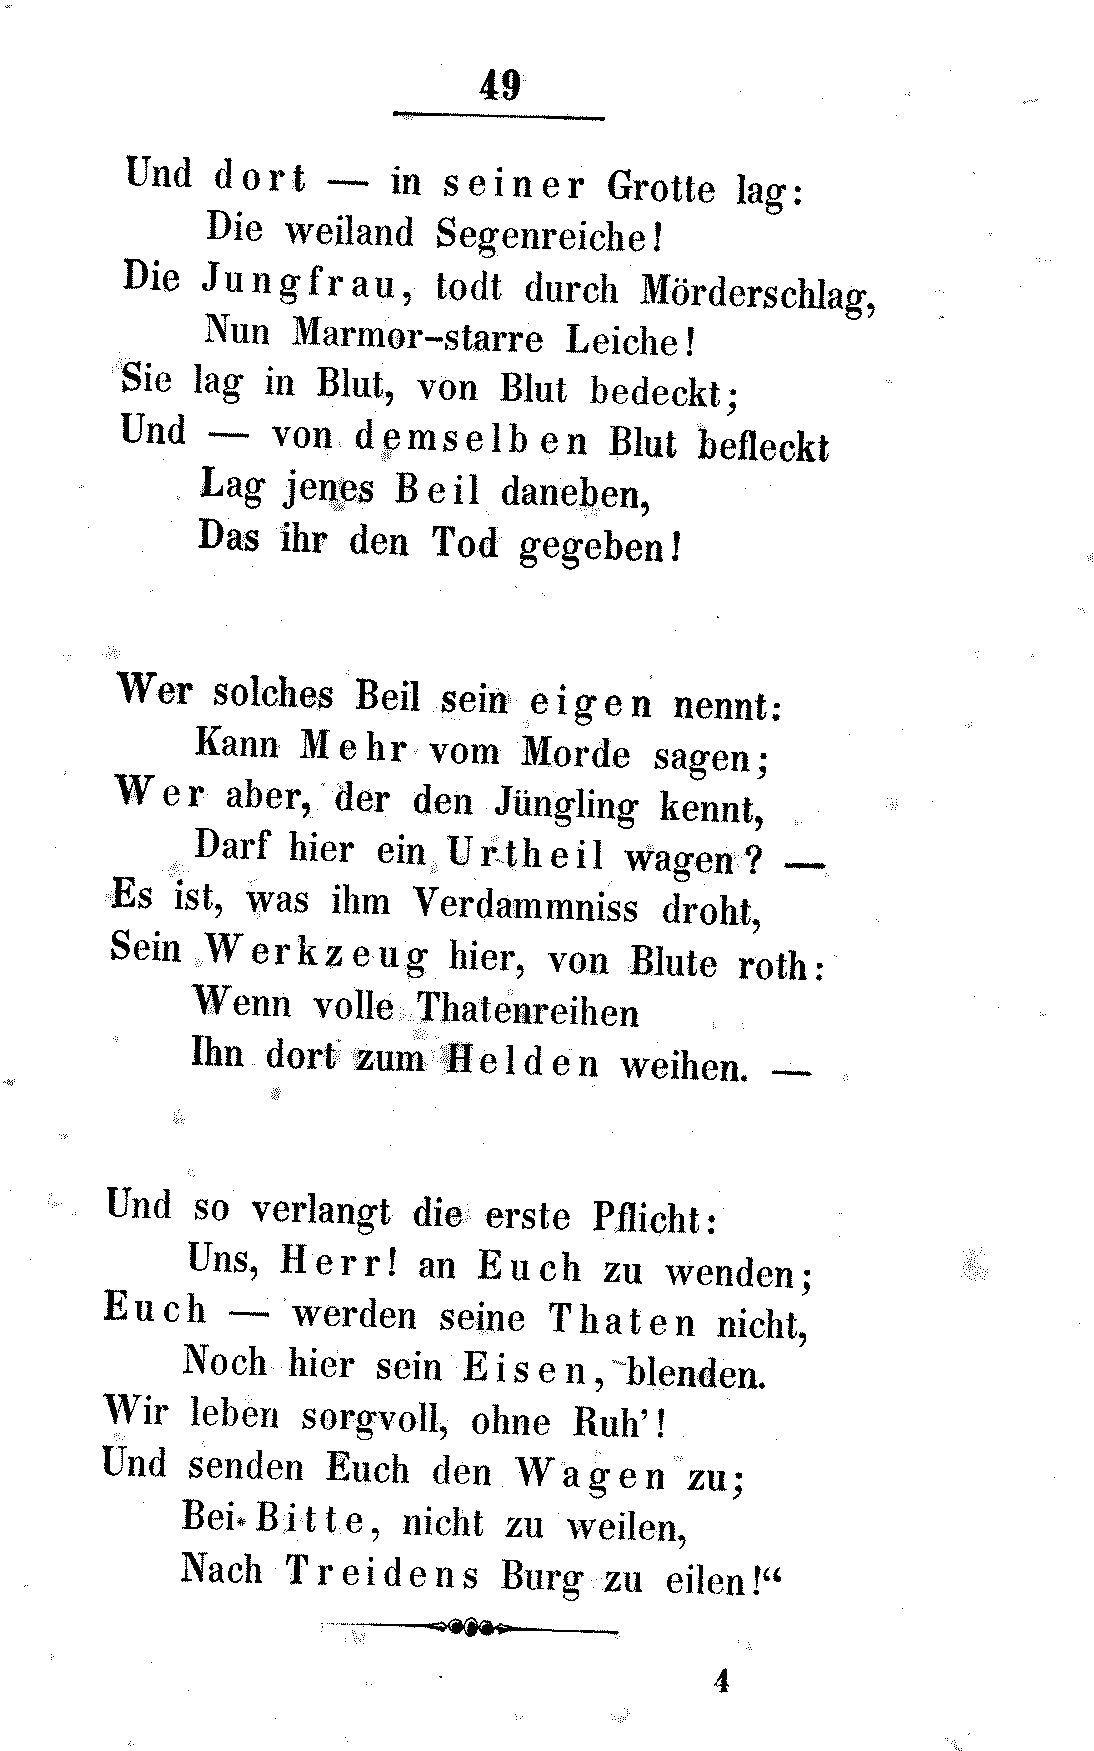 49
Und dort — in seiner Grotte lag:
Die weiland Segenreiche!
Die Jungfrau, todt durch Mörderschlag,
Nun Marmor-starre Leiche!
Sie lag in Blut, von Blut bedeckt;
Und — von demselben Blut befleckt
Lag jenes Beil daneben,
Das ihr den Tod gegeben!
Wer solches Beil sein eigen nennt:
Kann Mehr vom Morde sagen;
Wer aber, der den Jüngling kennt,
Darf hier ein Urtheil wagen? —
Es ist, was ihm Verdammniss droht,
Sein Werkzeug hier, von Blute roth:
Wenn volle Thatenreihen
Ihn dort zum Helden weihen. —
Und so verlangt die erste Pflicht:
Uns, Herr! an Euch zu wenden;
Euch — werden seine Thaten nicht,
Noch hier sein Eisen, blenden.
Wir leben sorgvoll, ohne Ruh'!
Und senden Euch den Wagen zu;
Bei Bitte, nicht zu weilen,
Nach Treidens Burg zu eilen!“
4